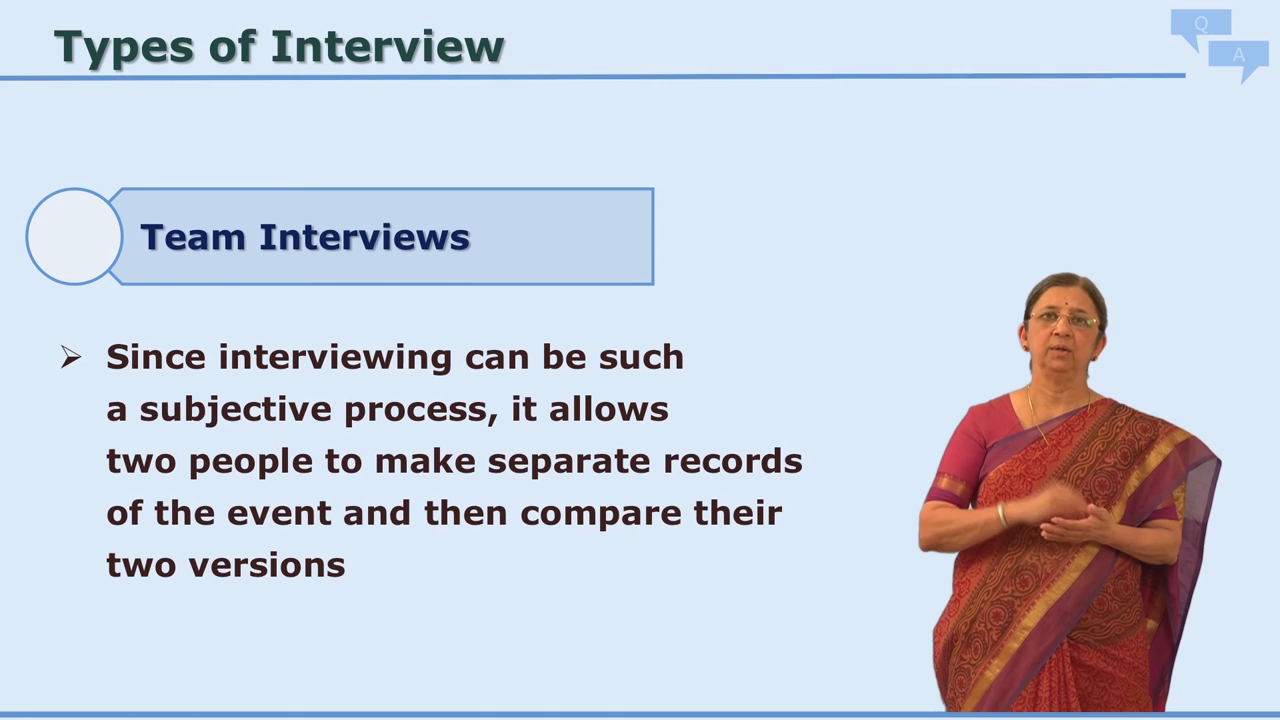 Types of Interview
Q
A
Team Interviews
Since interviewing can be such
a subjective process, it allows
two people to make separate records
of the event and then compare their
two versions